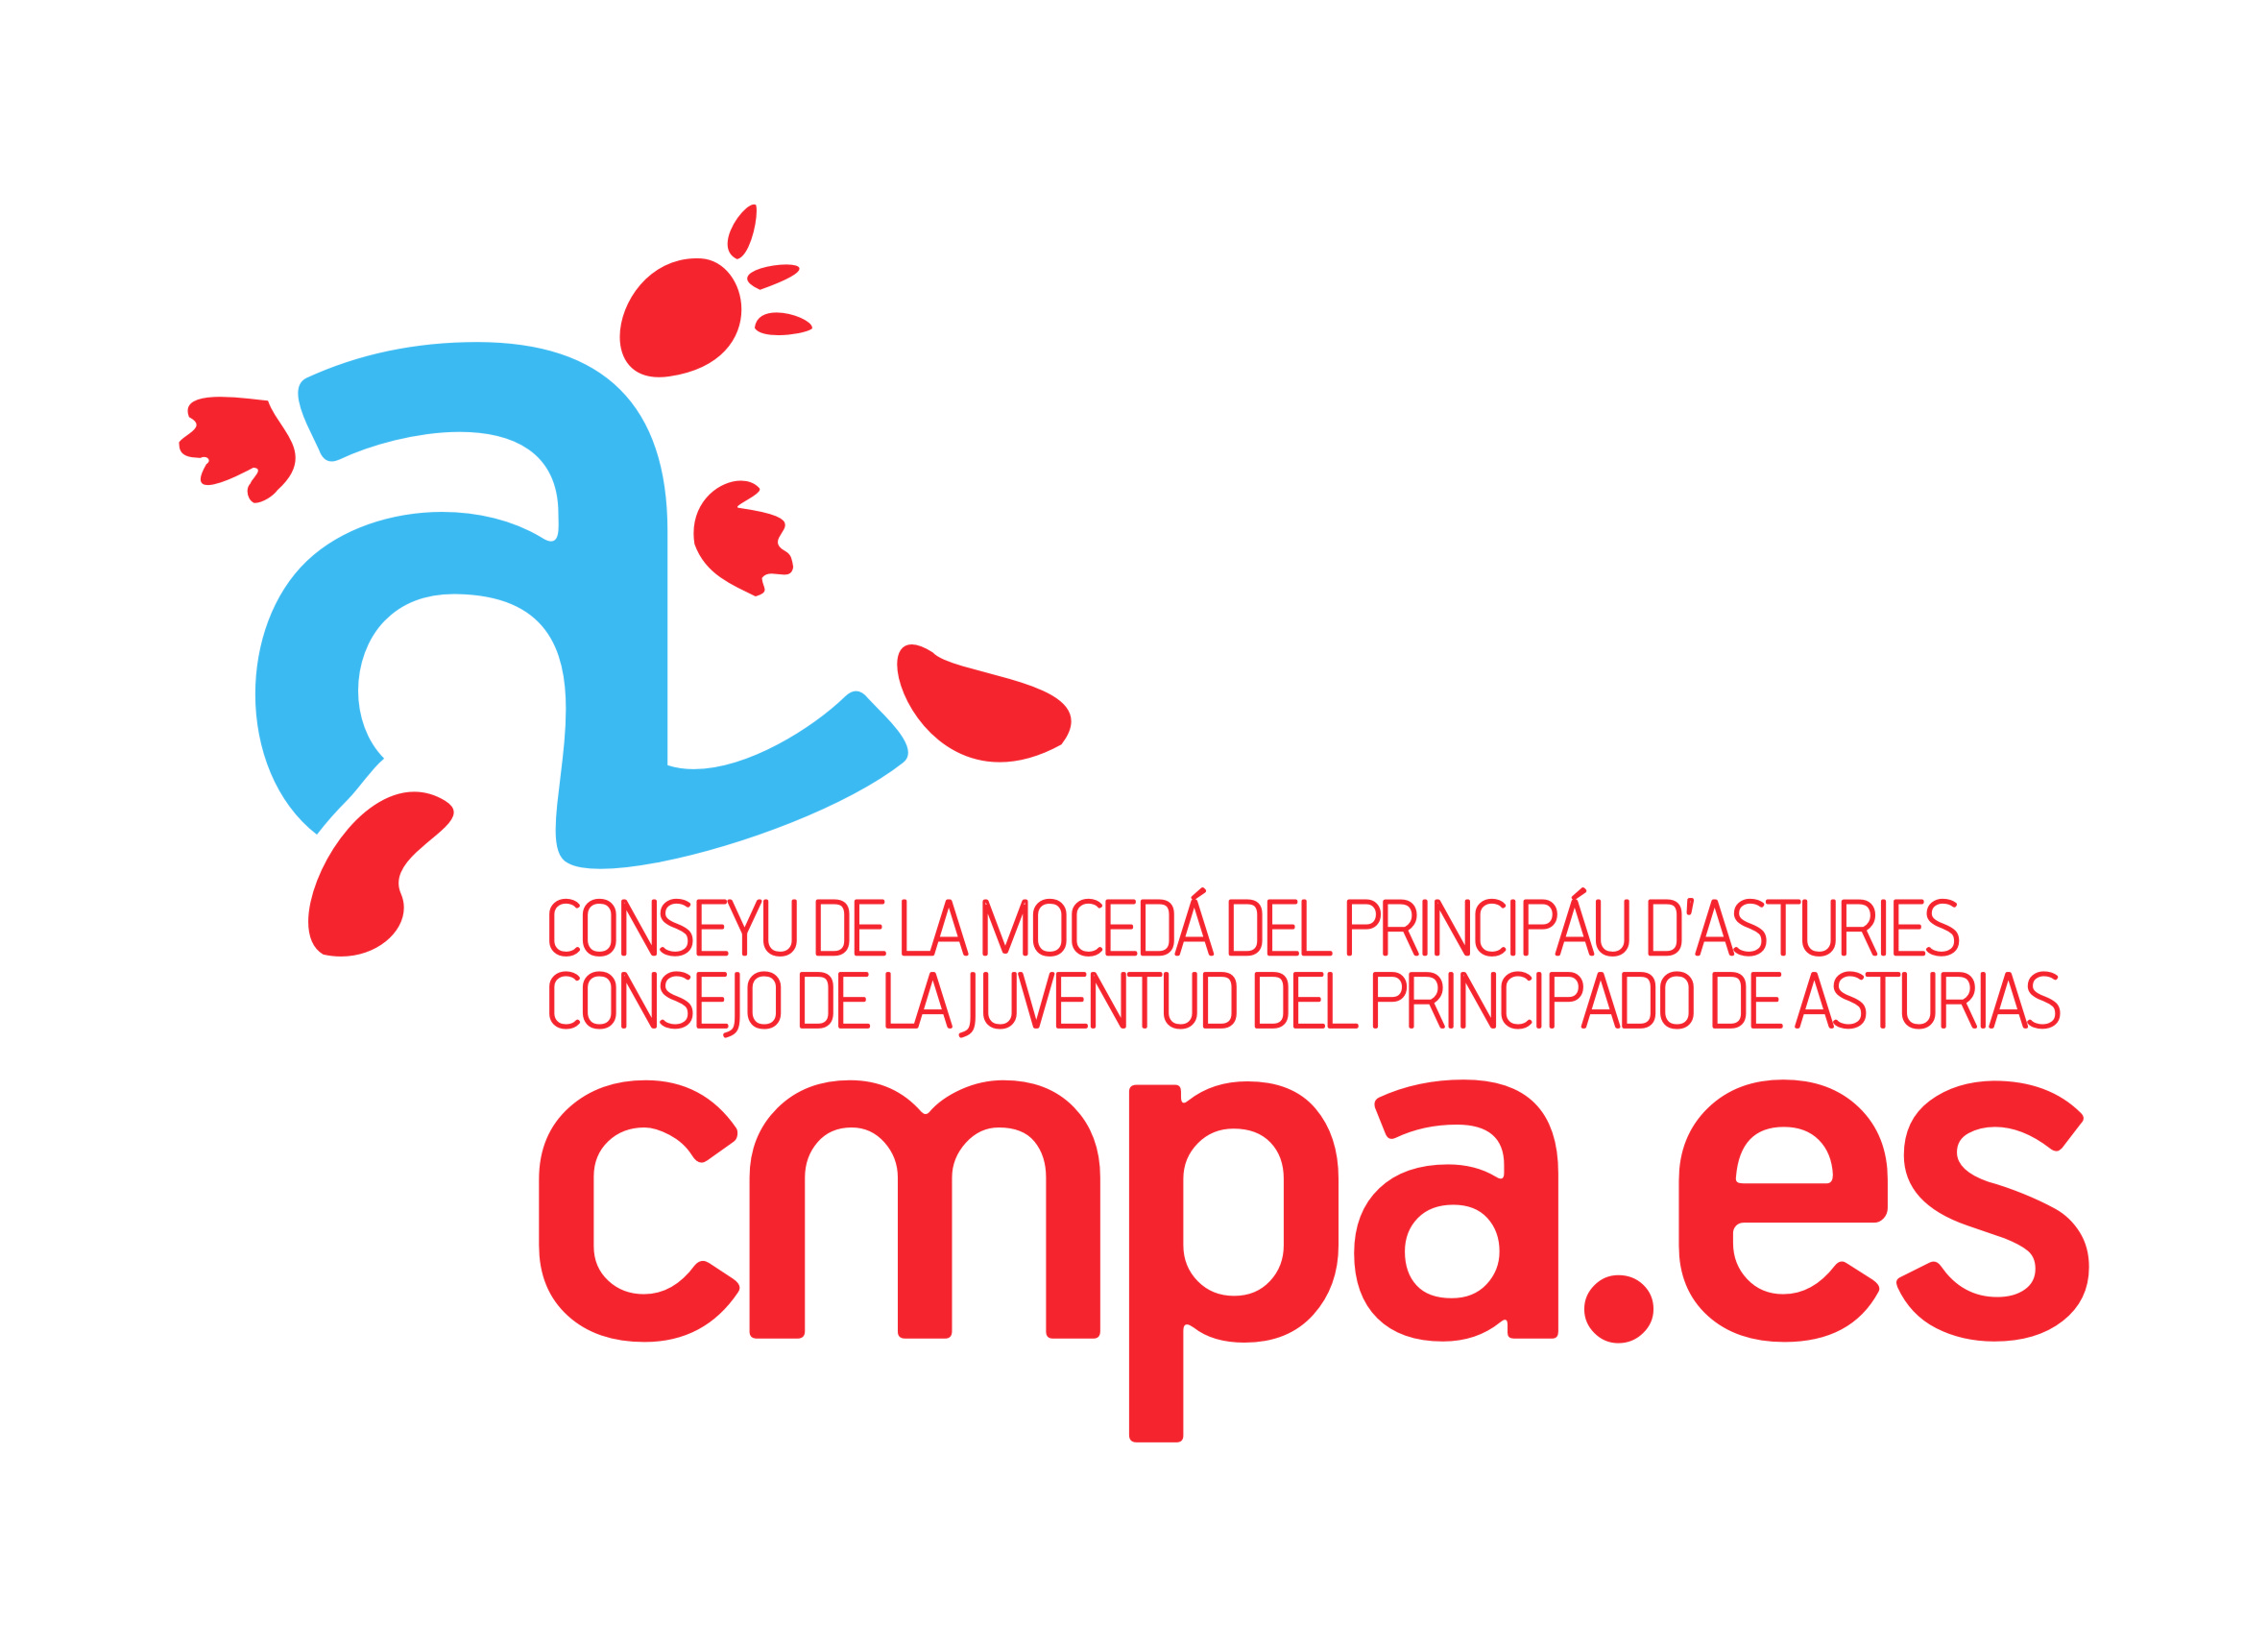 CONSEYU DE LA MOCEDÁ DEL PRINCIPÁU D'ASTURIES
CONSEJO DE LA JUVENTUD DEL PRINCIPADO DE ASTURIAS
cmpa.es